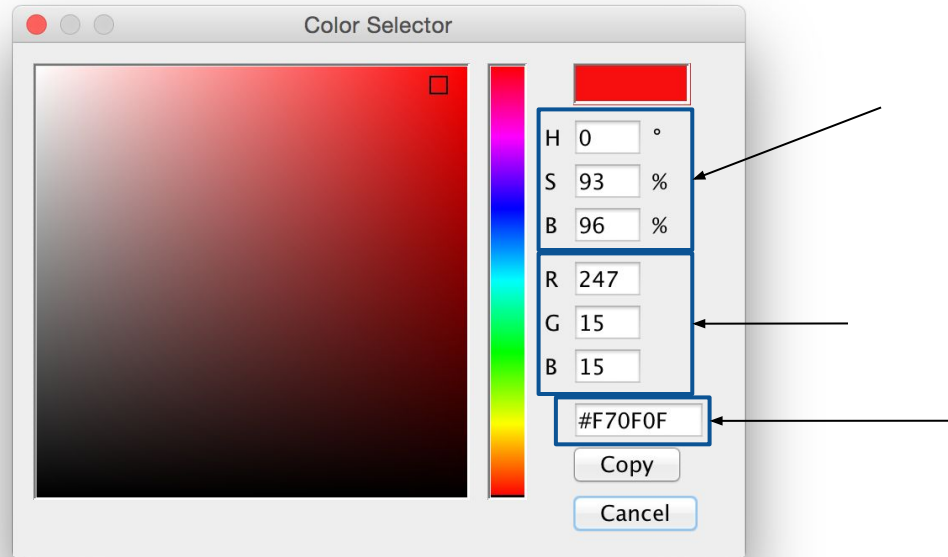 Color Selector
H 0 °
S 93 %
B 96 %
R 247
G 15
B 15
#F70F0F
Copy
Cancel